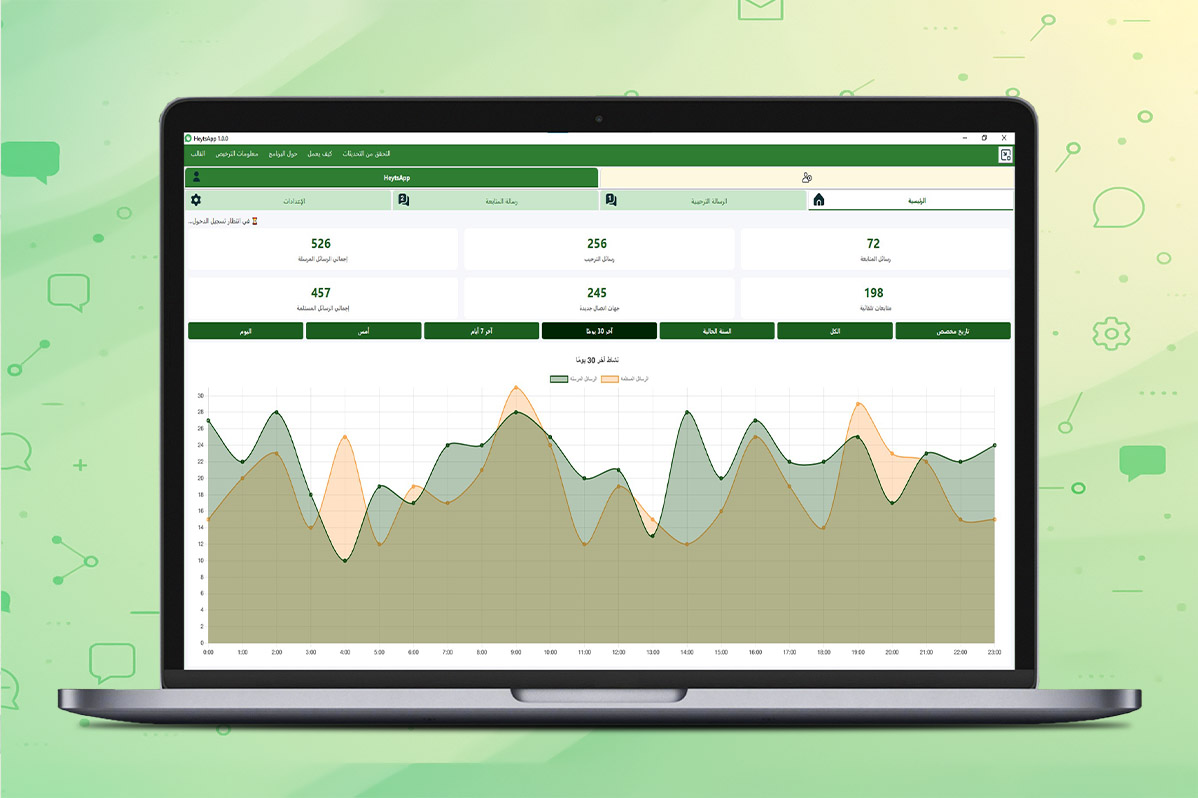 HeytsApp 1.0.0
القالب معلومات الترخيص حول البرنامج كيف يعمل التحقق من التحديثات
HeytsApp
الرئيسية
الرسالة الترحيبية
رسالة المتابعة
الإعدادات
في انتظار تسجيل الدخول...
72
رسائل المتابعة
256
رسائل الترحيب
526
إجمالي الرسائل المرسلة
198
متابعات تلقائية
245
جهات اتصال جديدة
457
إجمالي الرسائل المستلمة
اليوم
أمس
آخر 7 أيام
آخر 30 يومًا
السنة الحالية
الكل
تاريخ مخصص
نشاط آخر 30 يومًا
الرسائل المرسلة الرسائل المستلمة
30
28
26
24
22
20
18
16
14
12
10
8
6
4
2
0
0:00 1:00 2:00 3:00 4:00 5:00 6:00 7:00 8:00 9:00 10:00 11:00 12:00 13:00 14:00 15:00 16:00 17:00 18:00 19:00 20:00 21:00 22:00 23:00